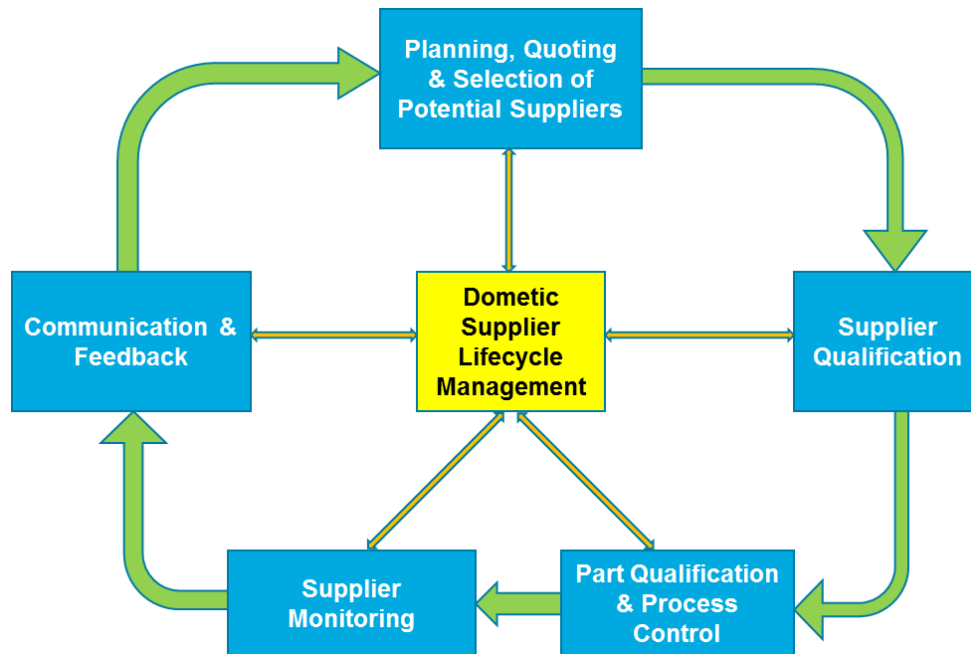 Planning, Quoting
& Selection of
Potential Suppliers
Communication &
Feedback
Dometic
Supplier
Lifecycle
Management
Supplier
Qualification
Supplier
Monitoring
Part Qualification
& Process
Control